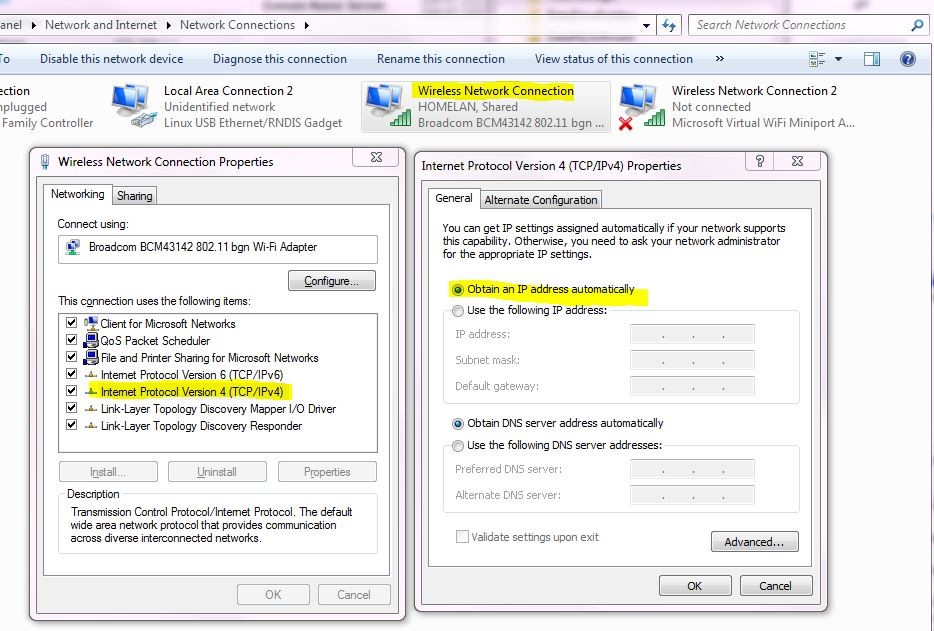 anel Network and Internet Network Connections
Search Network Connections
To Disable this network device Diagnose this connection Rename this connection View status of this connection »
ection
nplugged
Family Controller
Local Area Connection 2
Unidentified network
Linux USB Ethernet/RNDIS Gadget
Wireless Network Connection
HOMELAN, Shared
Broadcom BCM43142 802.11 bgn ...
Wireless Network Connection 2
Not connected
Microsoft Virtual WiFi Miniport A...
Wireless Network Connection Properties
Networking Sharing
Connect using:
Broadcom BCM43142 802.11 bgn Wi-Fi Adapter
Configure...
This connection uses the following items:
Client for Microsoft Networks
QoS Packet Scheduler
File and Printer Sharing for Microsoft Networks
Internet Protocol Version 6 (TCP/IPv6)
Internet Protocol Version 4 (TCP/IPv4)
Link-Layer Topology Discovery Mapper I/O Driver
Link-Layer Topology Discovery Responder
Install... Uninstall Properties
Description
Transmission Control Protocol/Internet Protocol. The default
wide area network protocol that provides communication
across diverse interconnected networks.
OK Cancel
Internet Protocol Version 4 (TCP/IPv4) Properties
General Alternate Configuration
You can get IP settings assigned automatically if your network supports
this capability. Otherwise, you need to ask your network administrator
for the appropriate IP settings.
Obtain an IP address automatically
Use the following IP address:
IP address: . . .
Subnet mask: . . .
Default gateway: . . .
Obtain DNS server address automatically
Use the following DNS server addresses:
Preferred DNS server: . . .
Alternate DNS server: . . .
Validate settings upon exit
Advanced...
OK Cancel